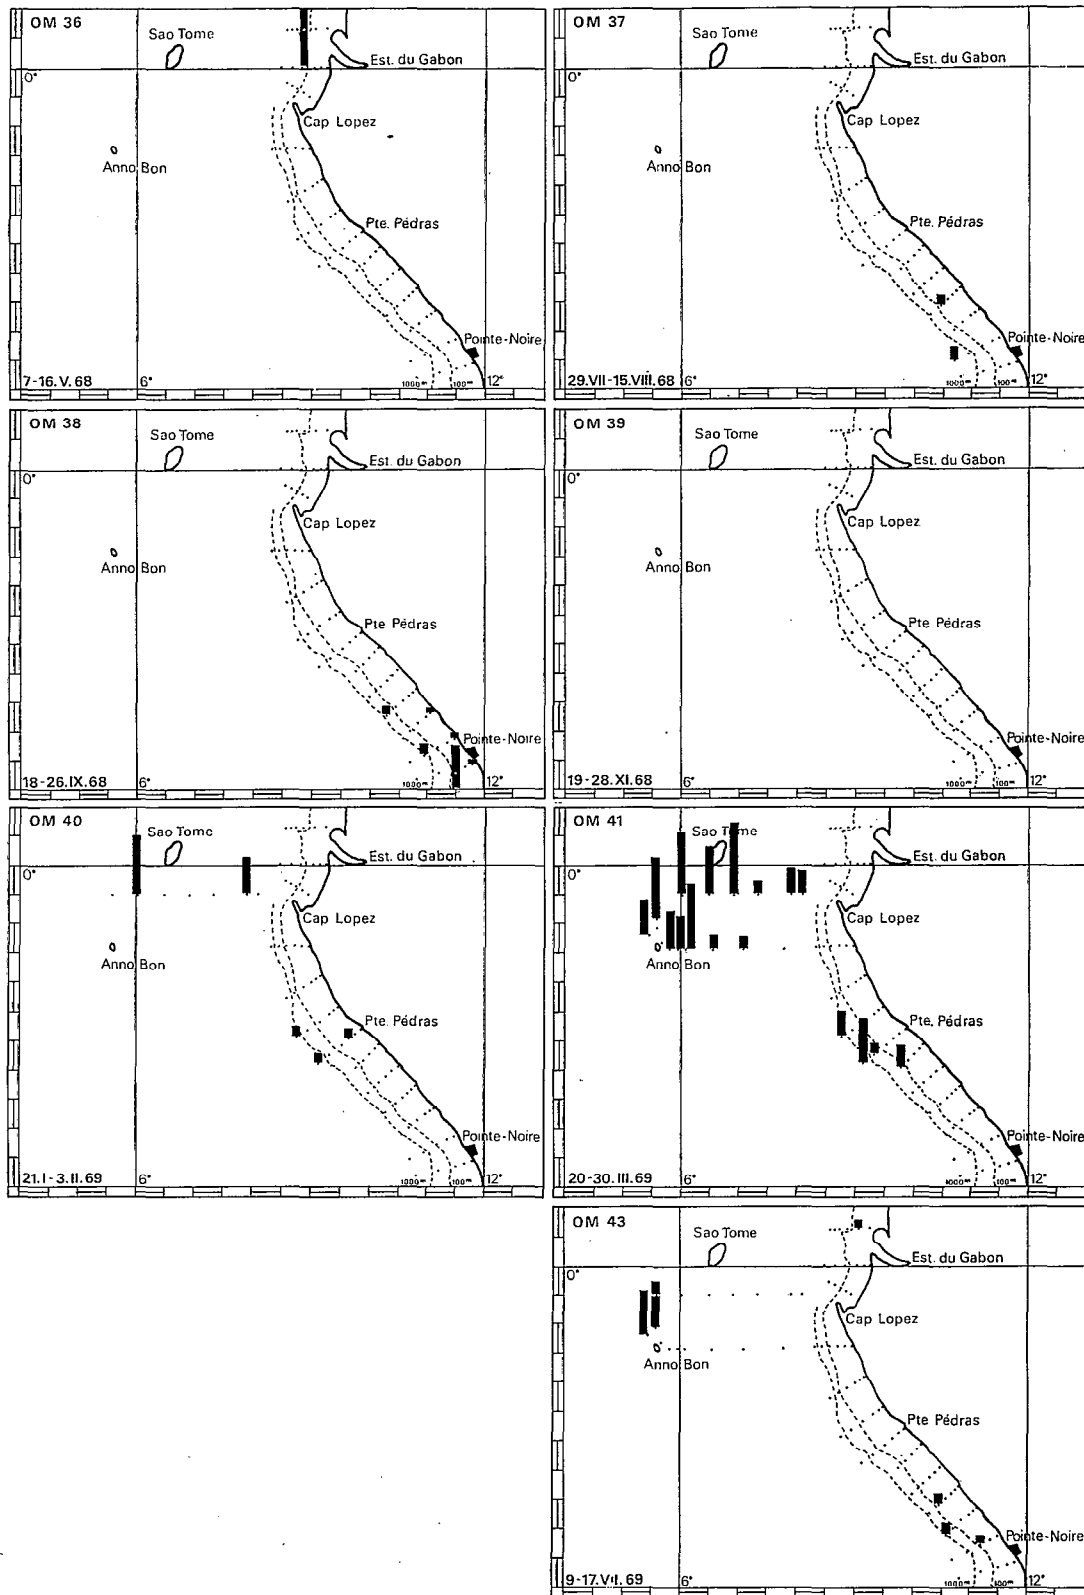 OM 36
Sao Tome
Est. du Gabon
0°
Cap Lopez
Anno Bon
Pte. Pédras
Pointe-Noire
7-16.V.68
6°
1000m
100m
12°
OM 37
Sao Tome
Est. du Gabon
0°
Cap Lopez
Anno Bon
Pte. Pédras
Pointe-Noire
29.VII-15.VIII.68
6°
1000m
100m
12°
OM 38
Sao Tome
Est. du Gabon
0°
Cap Lopez
Anno Bon
Pte Pédras
Pointe-Noire
18-26.IX.68
6°
1000m
100m
12°
OM 39
Sao Tome
Est. du Gabon
0°
Cap Lopez
Anno Bon
Pte Pédras
Pointe-Noire
19-28.XI.68
6°
1000m
100m
12°
OM 40
Sao Tome
Est. du Gabon
0°
Cap Lopez
Anno Bon
Pte. Pédras
Pointe-Noire
21.I-3.II.69
6°
1000m
100m
12°
OM 41
Sao Tome
Est. du Gabon
0°
Cap Lopez
Anno Bon
Pte. Pédras
Pointe-Noire
20-30.III.69
6°
1000m
100m
12°
OM 43
Sao Tome
Est. du Gabon
0°
Cap Lopez
Anno Bon
Pte Pédras
Pointe-Noire
9-17.VII.69
6°
1000m
100m
12°